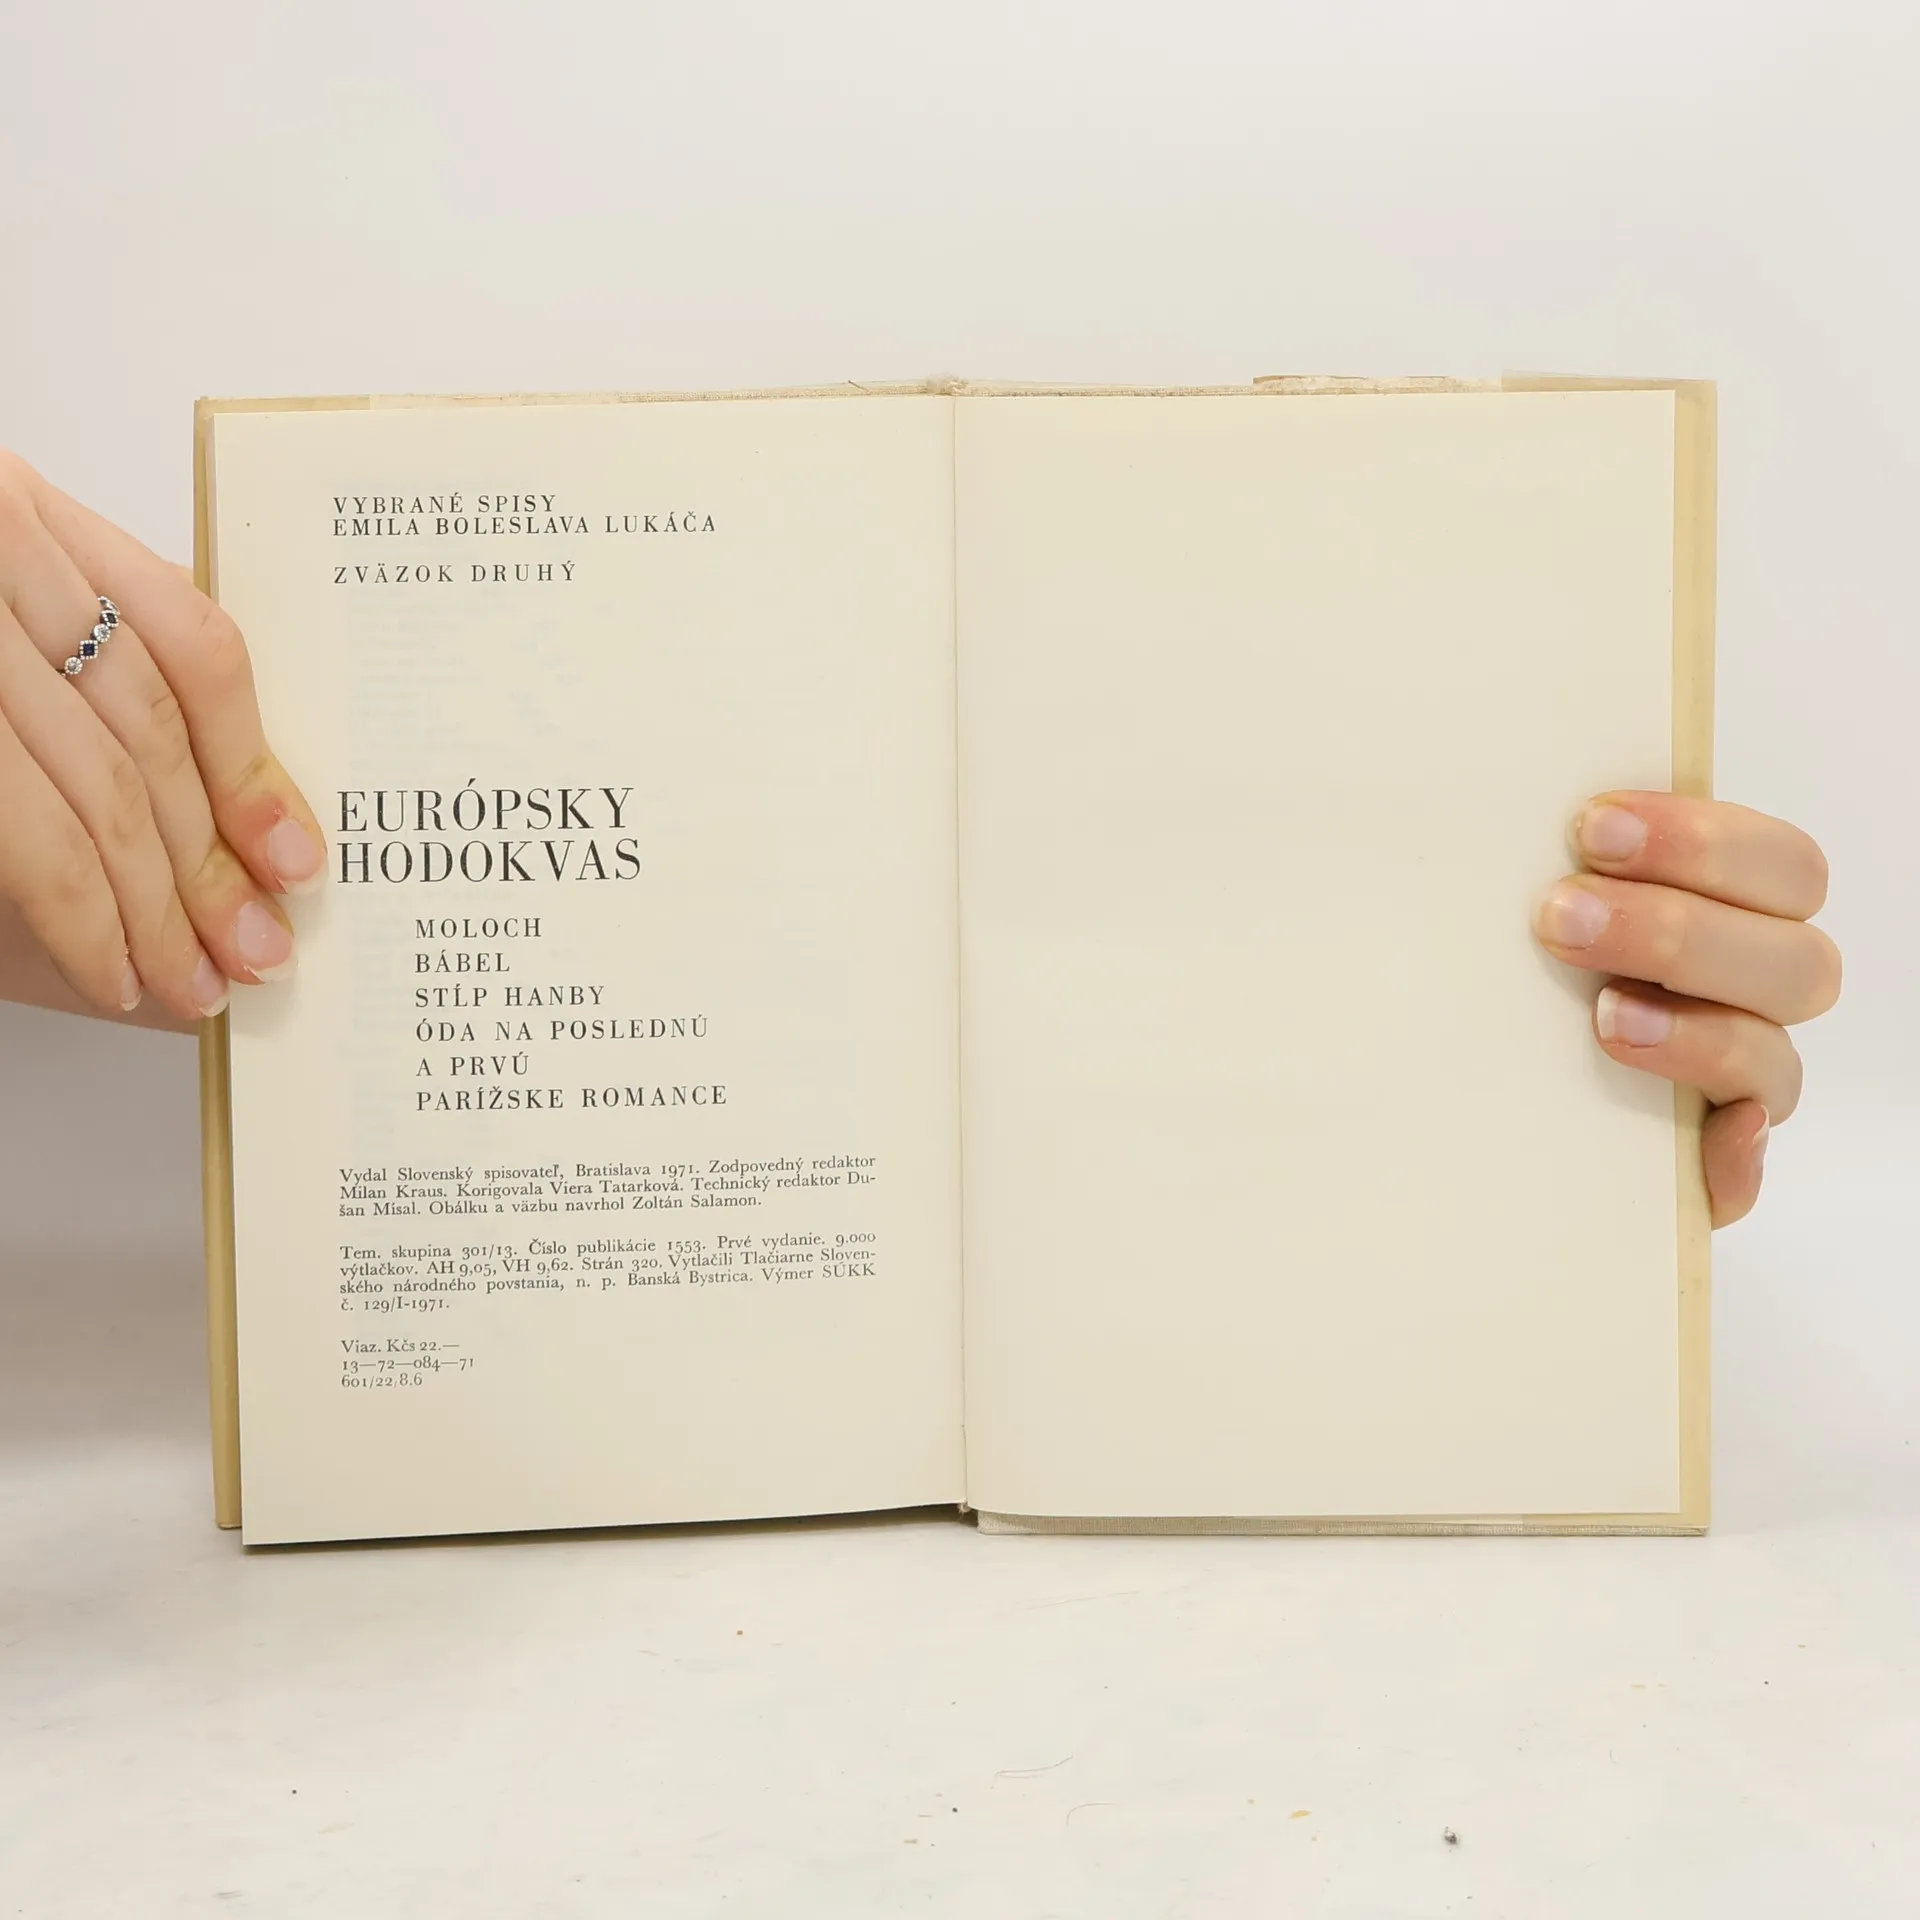 VYBRANÉ SPISY
EMILA BOLESLAVA LUKÁČA
ZVÄZOK DRUHÝ
EURÓPSKY
HODOKVAS
MOLOCH
BÁBEL
STĹP HANBY
ÓDA NA POSLEDNÚ
A PRVÚ
PARÍŽSKE ROMANCE
Vydal Slovenský spisovateľ, Bratislava 1971. Zodpovedný redaktor
Milan Kraus. Korigovala Viera Tatarková. Technický redaktor Du-
šan Misal. Obálku a väzbu navrhol Zoltán Salamon.
Tem. skupina 301/13. Číslo publikácie 1553. Prvé vydanie. 9.000
výtlačkov. AH 9,05, VH 9,62. Strán 320. Vytlačili Tlačiarne Sloven-
ského národného povstania, n. p. Banská Bystrica. Výmer SÚKK
č. 129/I-1971.
Viaz. Kčs 22.—
13—72—084—71
601/22,8.6